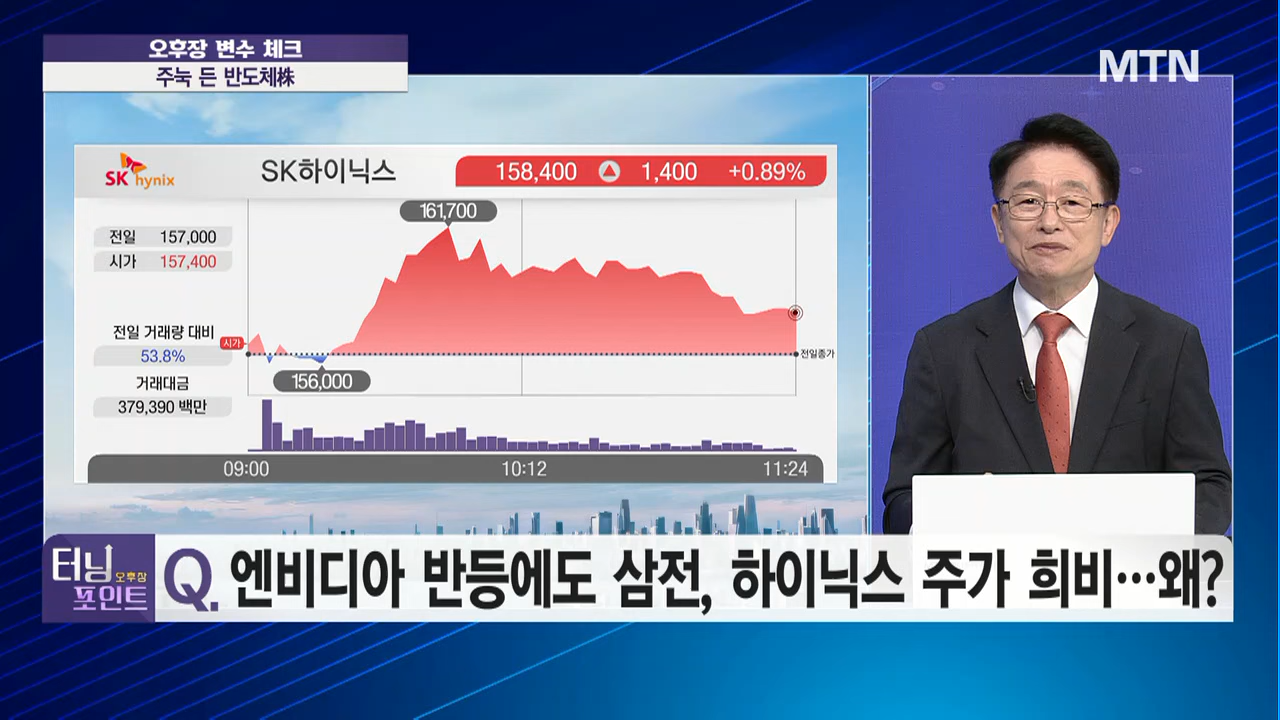 오후장 변수 체크
주눅 든 반도체株
MTN
SK hynix
SK하이닉스
158,400 1,400 +0.89%
161,700
전일 157,000
시가 157,400
전일 거래량 대비
53.8%
시가
전일종가
156,000
거래대금
379,390 백만
09:00 10:12 11:24
터닝
오후장
포인트
Q. 엔비디아 반등에도 삼전, 하이닉스 주가 희비…왜?